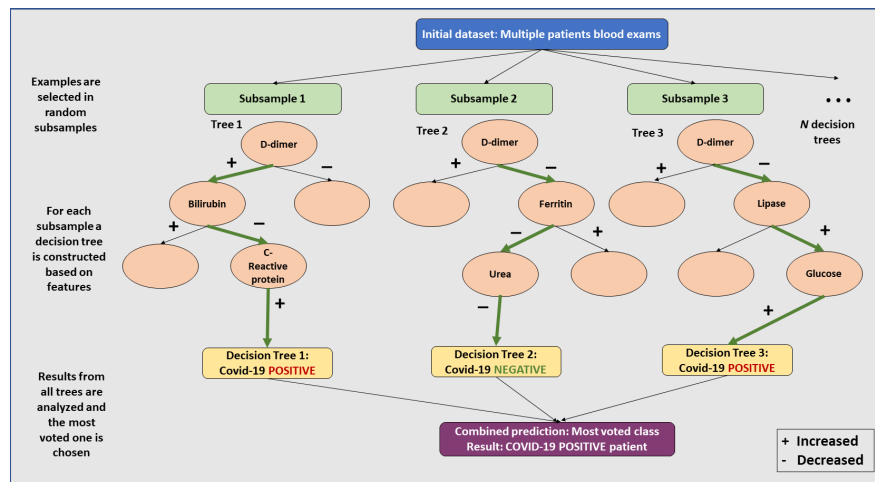 Initial dataset: Multiple patients blood exams
Examples are
selected in
random
subsamples
Subsample 1
Subsample 2
Subsample 3
• • •
N decision
trees
Tree 1
D-dimer
Tree 2
D-dimer
Tree 3
D-dimer
+
–
+
–
+
–
For each
subsample a
decision tree
is constructed
based on
features
Bilirubin
Ferritin
Lipase
+
–
–
+
+
C-
Reactive
protein
Urea
Glucose
+
–
+
Decision Tree 1:
Covid-19 POSITIVE
Decision Tree 2:
Covid-19 NEGATIVE
Decision Tree 3:
Covid-19 POSITIVE
Results from
all trees are
analyzed and
the most
voted one is
chosen
Combined prediction: Most voted class
Result: COVID-19 POSITIVE patient
+ Increased
- Decreased